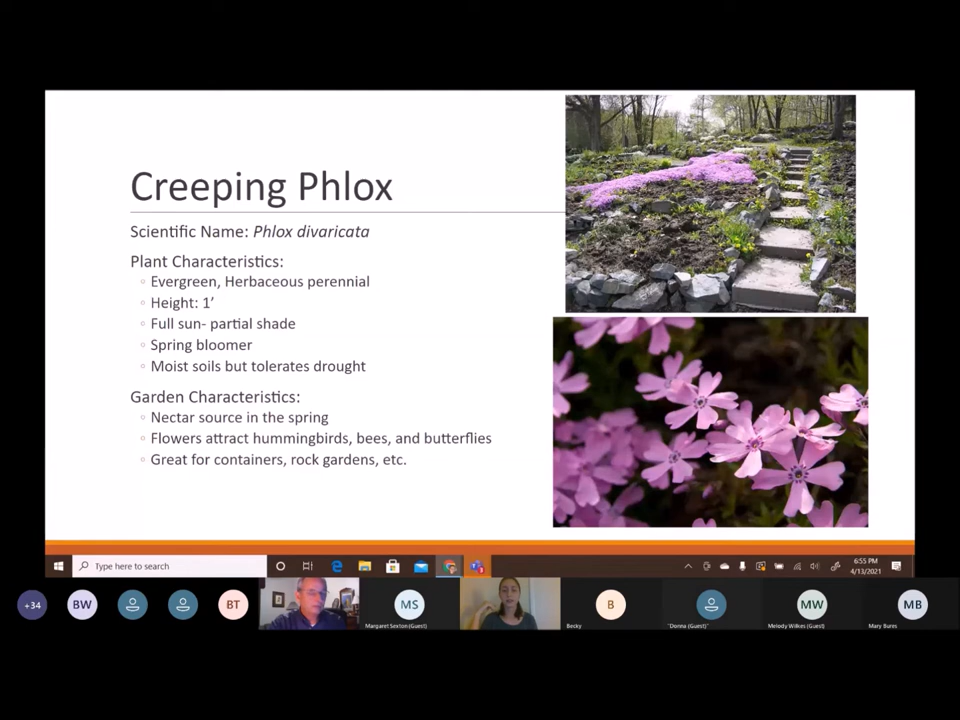 Creeping Phlox
Scientific Name: Phlox divaricata
Plant Characteristics:
◦ Evergreen, Herbaceous perennial
◦ Height: 1’
◦ Full sun- partial shade
◦ Spring bloomer
◦ Moist soils but tolerates drought
Garden Characteristics:
◦ Nectar source in the spring
◦ Flowers attract hummingbirds, bees, and butterflies
◦ Great for containers, rock gardens, etc.
Type here to search
6:55 PM
4/13/2021
+34
BW
BT
MS
Margaret Sexton (Guest)
B
Becky
"Donna (Guest)"
MW
Melody Wilkes (Guest)
MB
Mary Bures